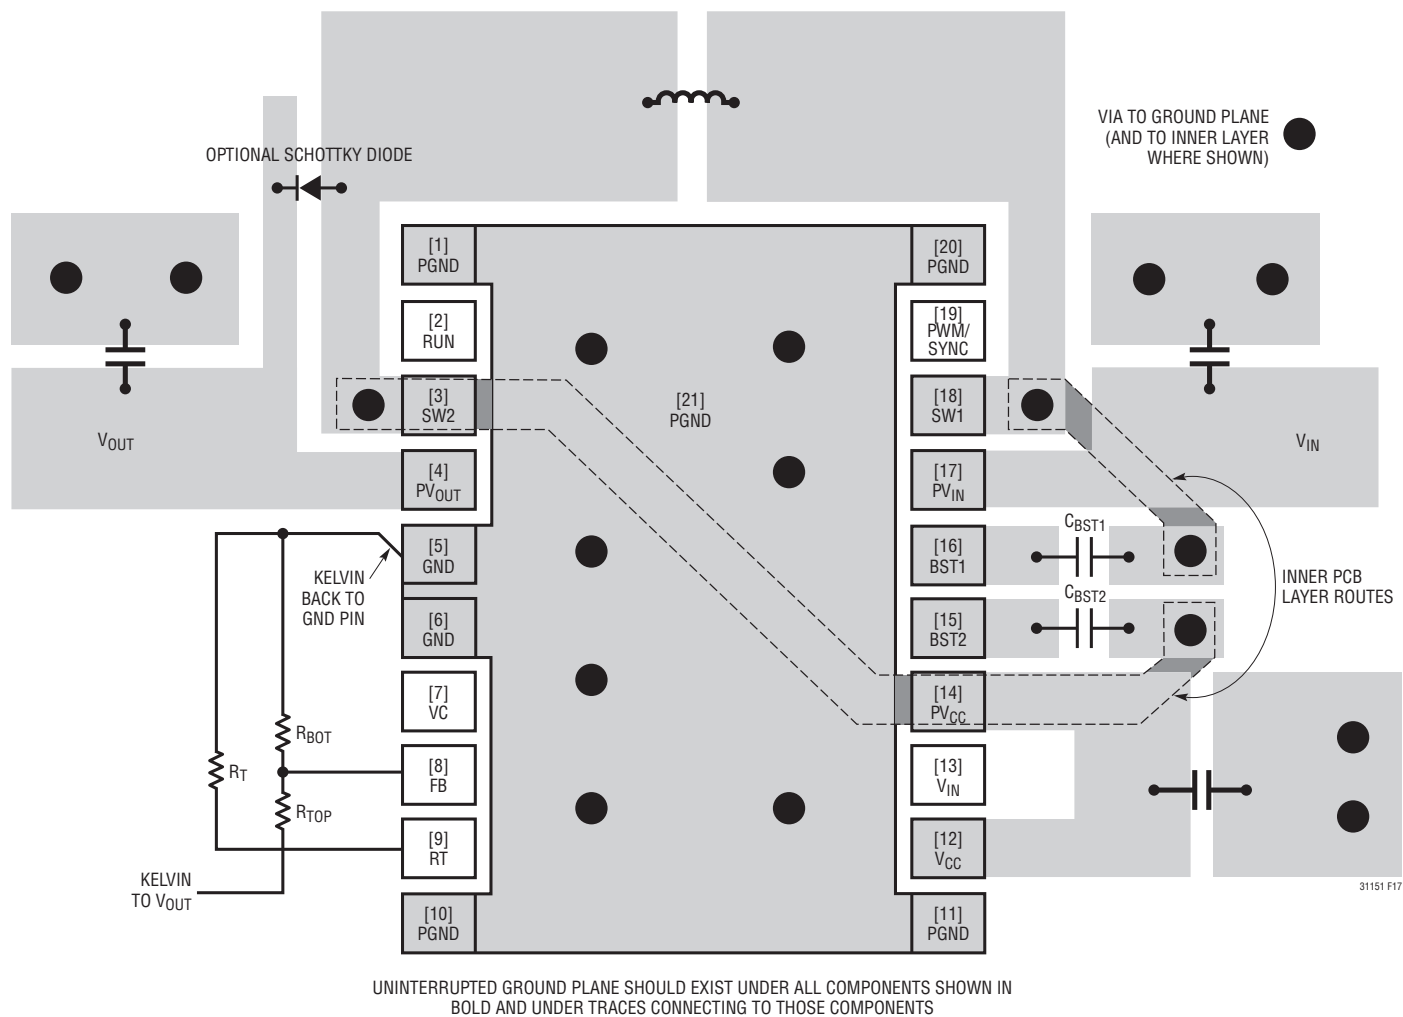 VIA TO GROUND PLANE
(AND TO INNER LAYER
WHERE SHOWN)
OPTIONAL SCHOTTKY DIODE
[1]
PGND
[20]
PGND
[2]
RUN
[19]
PWM/
SYNC
[3]
SW2
[21]
PGND
[18]
SW1
VOUT
VIN
[4]
PVOUT
[17]
PVIN
[5]
GND
[16]
BST1
CBST1
KELVIN
BACK TO
GND PIN
INNER PCB
LAYER ROUTES
[6]
GND
[15]
BST2
CBST2
[7]
VC
[14]
PVCC
RBOT
RT
[8]
FB
[13]
VIN
RTOP
[9]
RT
[12]
VCC
KELVIN
TO VOUT
31151 F17
[10]
PGND
[11]
PGND
UNINTERRUPTED GROUND PLANE SHOULD EXIST UNDER ALL COMPONENTS SHOWN IN
BOLD AND UNDER TRACES CONNECTING TO THOSE COMPONENTS